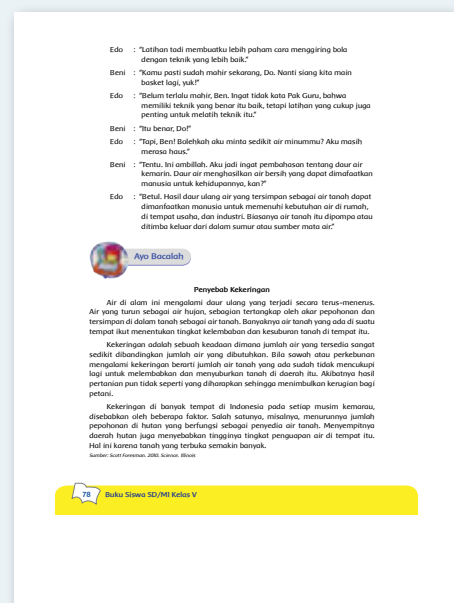 Edo : "Latihan tadi membuatku lebih paham cara menggiring bola
dengan teknik yang lebih baik."
Beni : "Kamu pasti sudah mahir sekarang, Do. Nanti siang kita main
basket lagi, yuk!"
Edo : "Belum terlalu mahir, Ben. Ingat tidak kata Pak Guru, bahwa
memiliki teknik yang benar itu baik, tetapi latihan yang cukup juga
penting untuk melatih teknik itu."
Beni : "Itu benar, Do!"
Edo : "Tapi, Ben! Bolehkah aku minta sedikit air minummu? Aku masih
merasa haus."
Beni : "Tentu. Ini ambillah. Aku jadi ingat pembahasan tentang daur air
kemarin. Daur air menghasilkan air bersih yang dapat dimafaatkan
manusia untuk kehidupannya, kan?"
Edo : "Betul. Hasil daur ulang air yang tersimpan sebagai air tanah dapat
dimanfaatkan manusia untuk memenuhi kebutuhan air di rumah,
di tempat usaha, dan industri. Biasanya air tanah itu dipompa atau
ditimba keluar dari dalam sumur atau sumber mata air."
Ayo Bacalah
Penyebab Kekeringan
Air di alam ini mengalami daur ulang yang terjadi secara terus-menerus.
Air yang turun sebagai air hujan, sebagian tertangkap oleh akar pepohonan dan
tersimpan di dalam tanah sebagai air tanah. Banyaknya air tanah yang ada di suatu
tempat ikut menentukan tingkat kelembaban dan kesuburan tanah di tempat itu.
Kekeringan adalah sebuah keadaan dimana jumlah air yang tersedia sangat
sedikit dibandingkan jumlah air yang dibutuhkan. Bila sawah atau perkebunan
mengalami kekeringan berarti jumlah air tanah yang ada sudah tidak mencukupi
lagi untuk melembabkan dan menyuburkan tanah di daerah itu. Akibatnya hasil
pertanian pun tidak seperti yang diharapkan sehingga menimbulkan kerugian bagi
petani.
Kekeringan di banyak tempat di Indonesia pada setiap musim kemarau,
disebabkan oleh beberapa faktor. Salah satunya, misalnya, menurunnya jumlah
pepohonan di hutan yang berfungsi sebagai penyedia air tanah. Menyempitnya
daerah hutan juga menyebabkan tingginya tingkat penguapan air di tempat itu.
Hal ini karena tanah yang terbuka semakin banyak.
Sumber: Scott Foresman. 2010. Science. Illinois
78 Buku Siswa SD/MI Kelas V